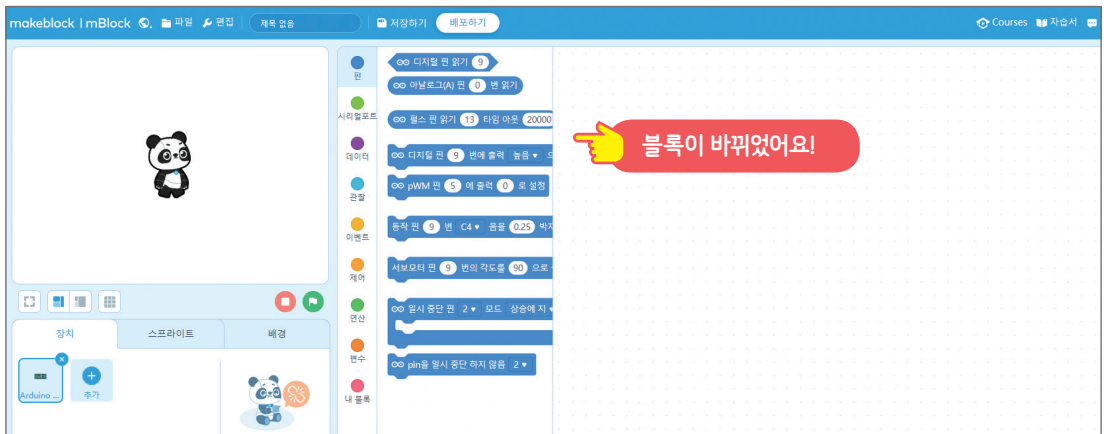 makeblock | mBlock 파일 편집 제목 없음 저장하기 배포하기 Courses 자습서
핀
시리얼포트
데이터
관찰
이벤트
제어
연산
변수
내 블록
∞ 디지털 핀 읽기 9
∞ 아날로그(A) 핀 0 번 읽기
∞ 펄스 핀 읽기 13 타임 아웃 20000
∞ 디지털 핀 9 번에 출력 높음 으
∞ pWM 핀 5 에 출력 0 로 설정
동작 핀 9 번 C4 음을 0.25 박자
서보모터 핀 9 번의 각도를 90 으로
∞ 일시 중단 핀 2 모드 상승에 지
∞ pin을 일시 중단 하지 않음 2
블록이 바뀌었어요!
장치 스프라이트 배경
Arduino ... 추가